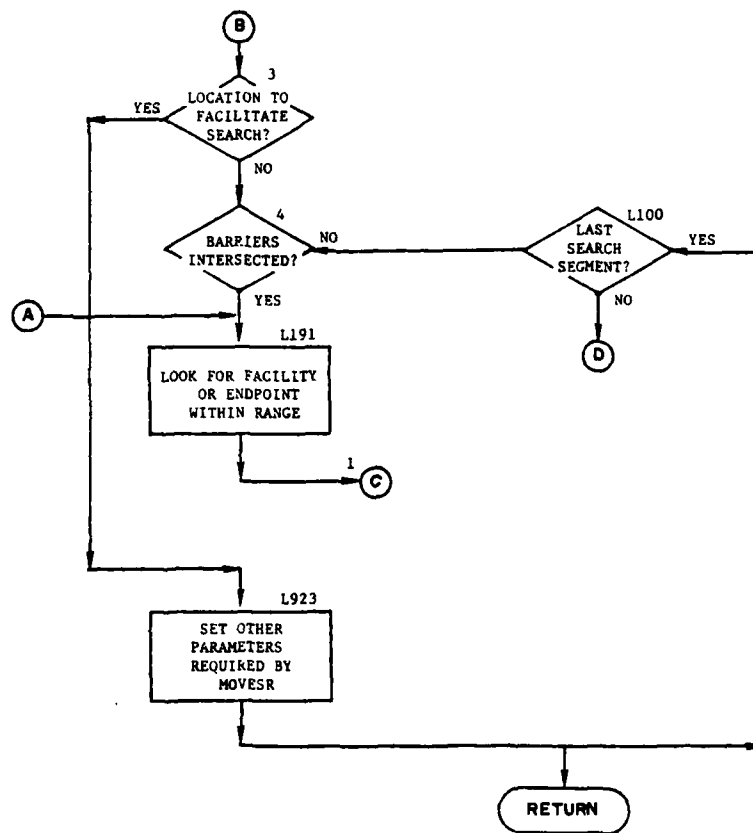 B
3
LOCATION TO
FACILITATE
SEARCH?
YES
NO
4
BARRIERS
INTERSECTED?
NO
YES
L100
LAST
SEARCH
SEGMENT?
YES
NO
D
A
L191
LOOK FOR FACILITY
OR ENDPOINT
WITHIN RANGE
1
C
L923
SET OTHER
PARAMETERS
REQUIRED BY
MOVESR
RETURN